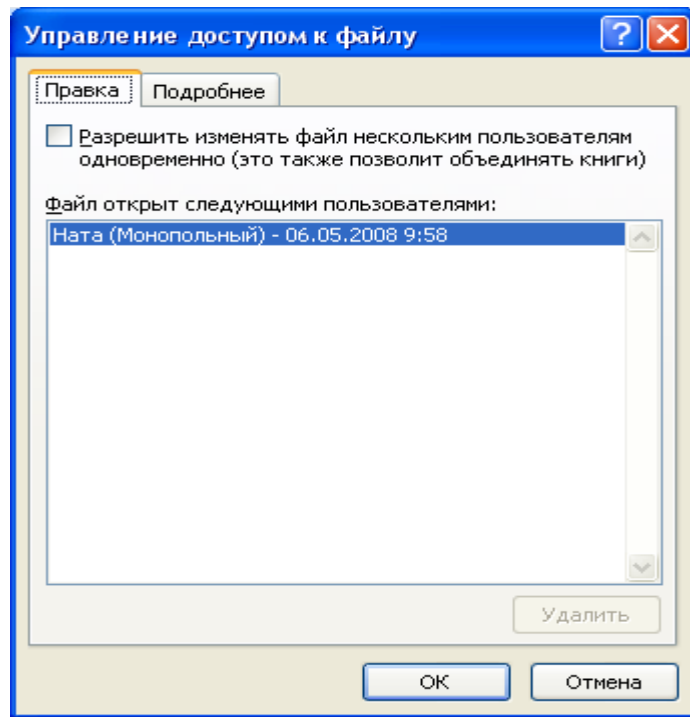 Управление доступом к файлу
Правка Подробнее
Разрешить изменять файл нескольким пользователям
одновременно (это также позволит объединять книги)
Файл открыт следующими пользователями:
Ната (Монопольный) - 06.05.2008 9:58
Удалить
ОК Отмена